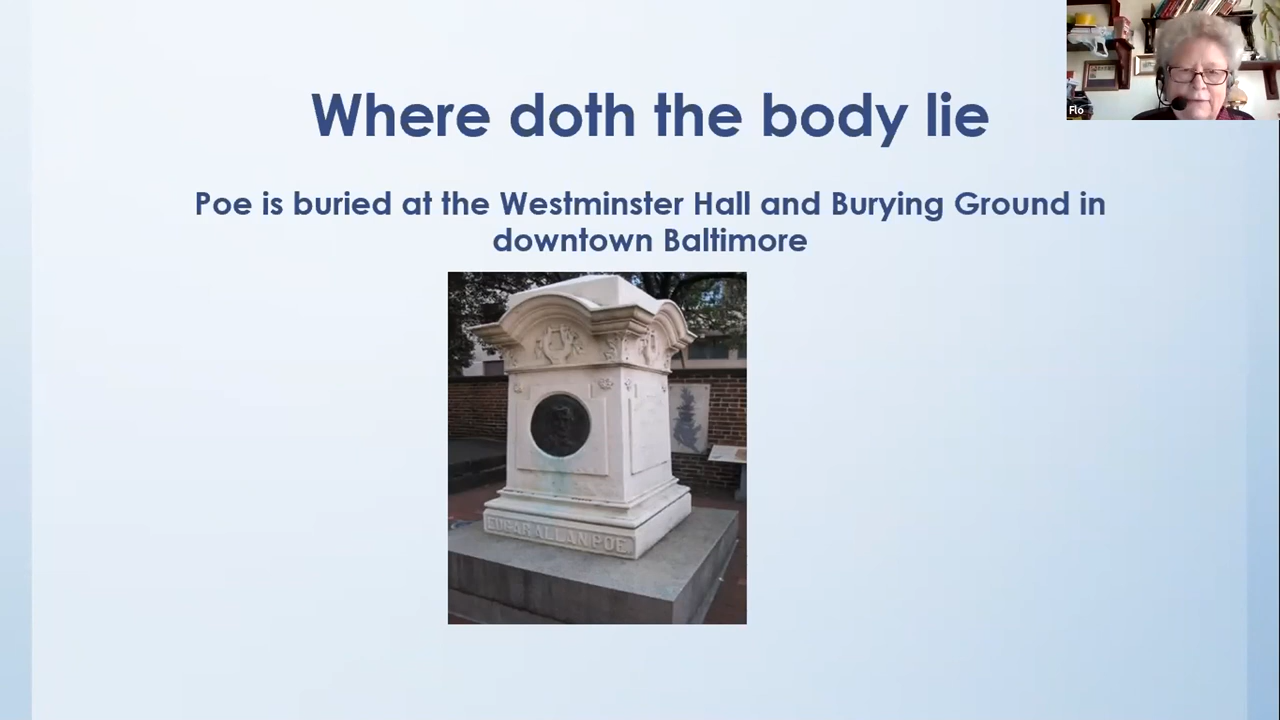 Where doth the body lie
Flo
Poe is buried at the Westminster Hall and Burying Ground in
downtown Baltimore
EDGAR ALLAN POE